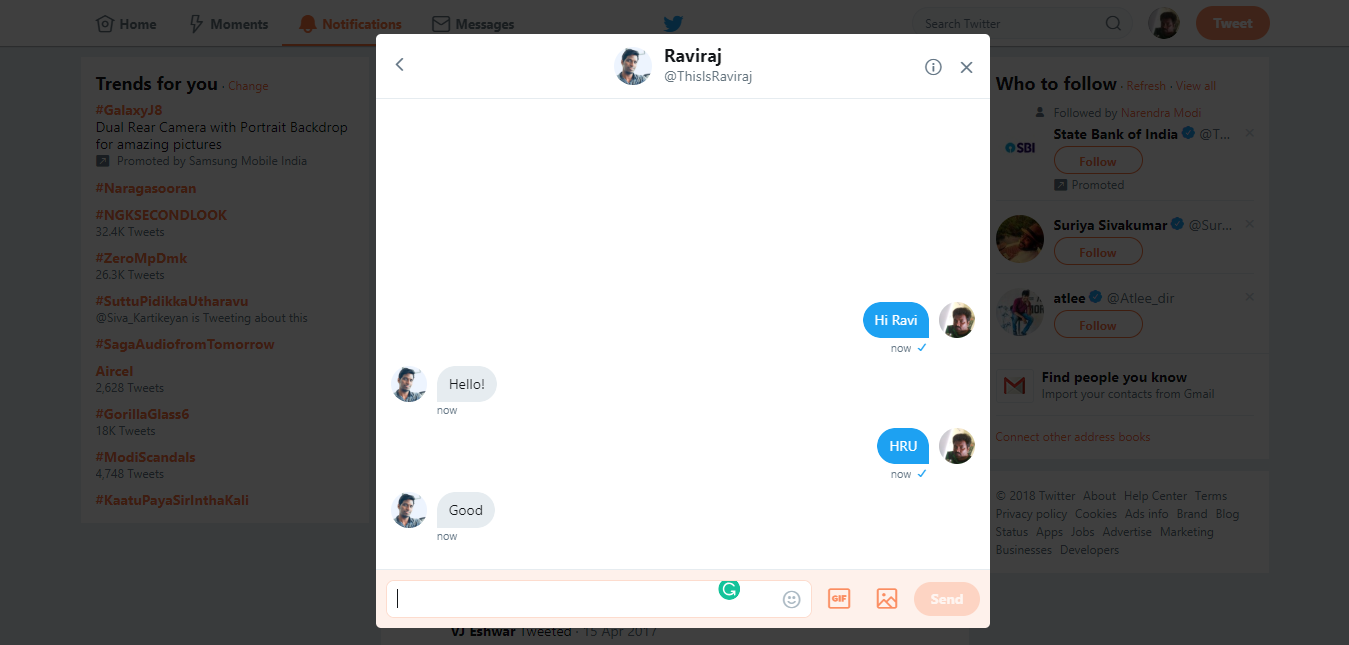 Home
Moments
Notifications
Messages
Search Twitter
Tweet
Trends for you · Change
#GalaxyJ8
Dual Rear Camera with Portrait Backdrop
for amazing pictures
Promoted by Samsung Mobile India
#Naragasooran
#NGKSECONDLOOK
32.4K Tweets
#ZeroMpDmk
26.3K Tweets
#SuttuPidikkaUtharavu
@Siva_Kartikeyan is Tweeting about this
#SagaAudiofromTomorrow
Aircel
2,628 Tweets
#GorillaGlass6
18K Tweets
#ModiScandals
4,748 Tweets
#KaatuPayaSirInthaKali
Raviraj
@ThisIsRaviraj
Hi Ravi
now
Hello!
now
HRU
now
Good
now
GIF
Send
VJ Eshwar Tweeted · 15 Apr 2017
Who to follow · Refresh · View all
Followed by Narendra Modi
SBI
State Bank of India @T...
Follow
Promoted
Suriya Sivakumar @Sur...
Follow
atlee @Atlee_dir
Follow
Find people you know
Import your contacts from Gmail
Connect other address books
© 2018 Twitter About Help Center Terms
Privacy policy Cookies Ads info Brand Blog
Status Apps Jobs Advertise Marketing
Businesses Developers